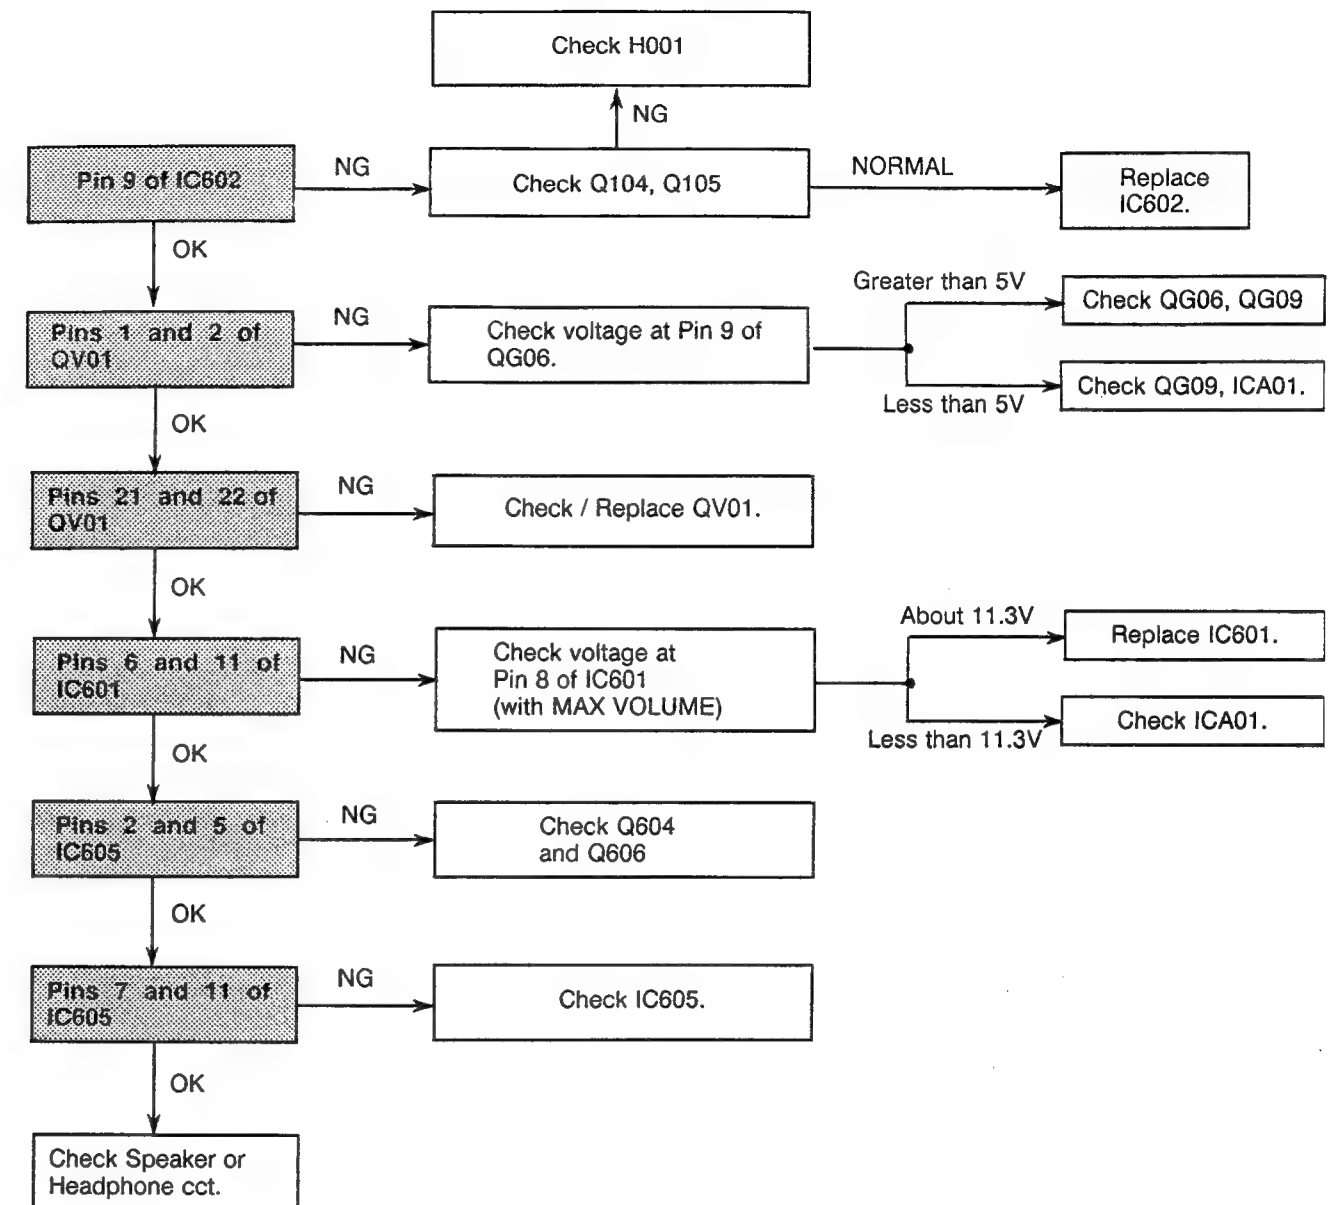 Check H001
NG
Pin 9 of IC602
NG
Check Q104, Q105
NORMAL
Replace
IC602.
OK
Pins 1 and 2 of
QV01
NG
Check voltage at Pin 9 of
QG06.
Greater than 5V
Check QG06, QG09
Less than 5V
Check QG09, ICA01.
OK
Pins 21 and 22 of
QV01
NG
Check / Replace QV01.
OK
Pins 6 and 11 of
IC601
NG
Check voltage at
Pin 8 of IC601
(with MAX VOLUME)
About 11.3V
Replace IC601.
Less than 11.3V
Check ICA01.
OK
Pins 2 and 5 of
IC605
NG
Check Q604
and Q606
OK
Pins 7 and 11 of
IC605
NG
Check IC605.
OK
Check Speaker or
Headphone cct.